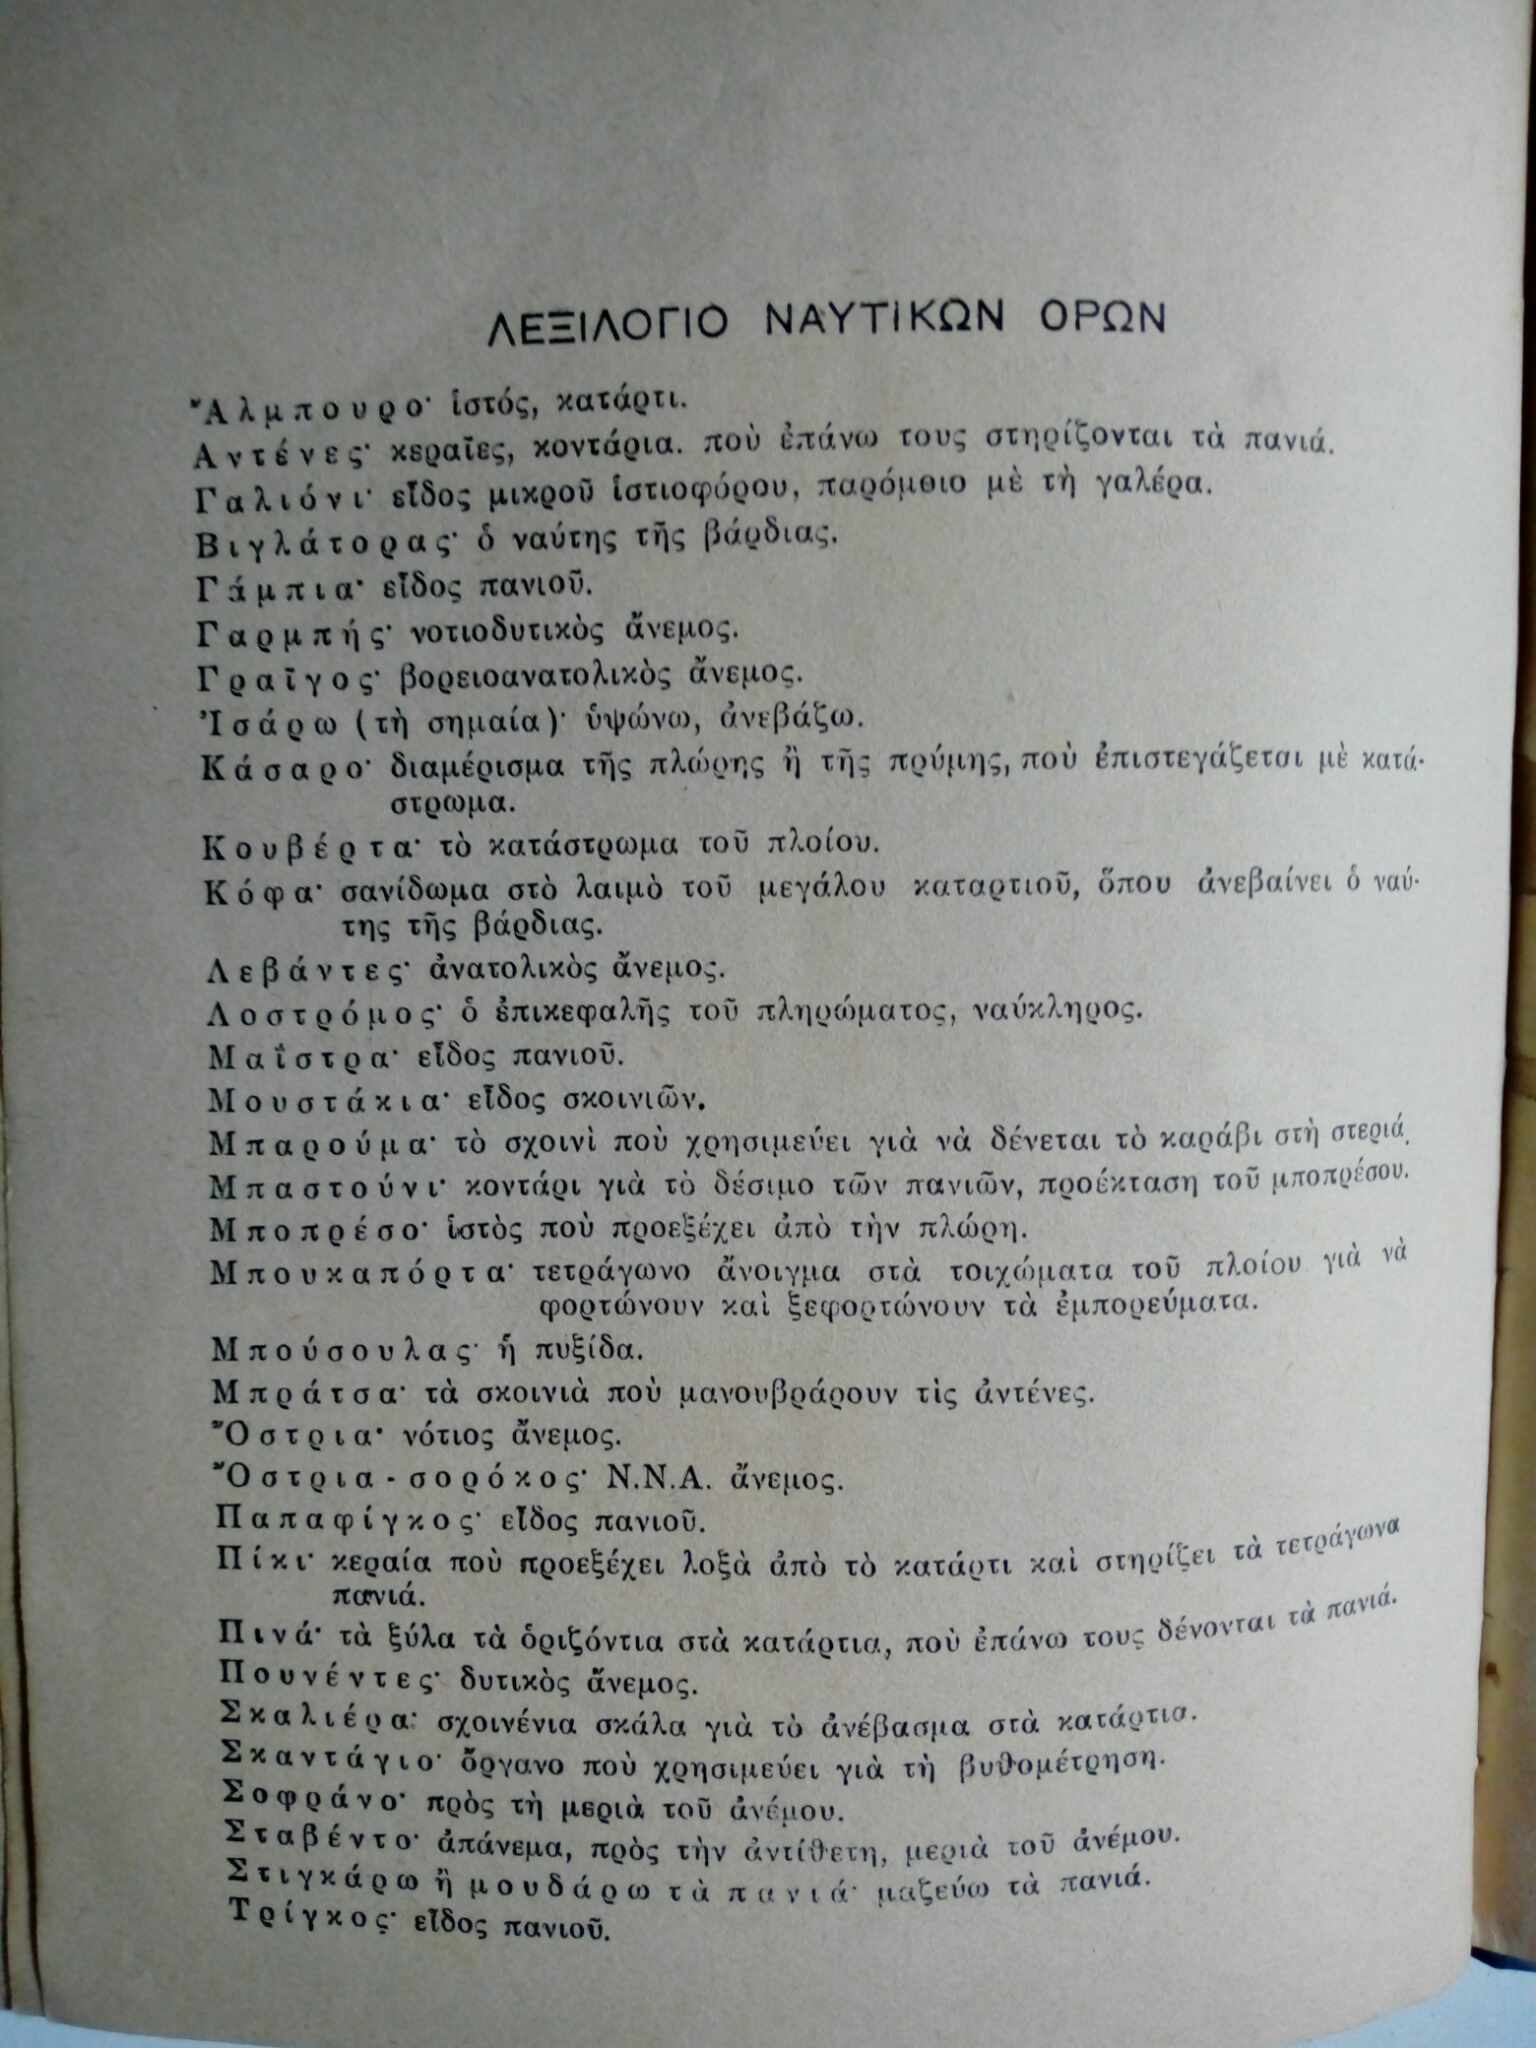 ΛΕΞΙΛΟΓΙΟ ΝΑΥΤΙΚΩΝ ΟΡΩΝ
Ἄλμπουρο· ἱστός, κατάρτι.
Ἀντένες· κεραῖες, κοντάρια. ποὺ ἐπάνω τους στηρίζονται τὰ πανιά.
Γαλιόνι· εἶδος μικροῦ ἱστιοφόρου, παρόμοιο μὲ τὴ γαλέρα.
Βιγλάτορας· ὁ ναύτης τῆς βάρδιας.
Γάμπια· εἶδος πανιοῦ.
Γαρμπής· νοτιοδυτικὸς ἄνεμος.
Γραῖγος· βορειοανατολικὸς ἄνεμος.
Ἰσάρω (τὴ σημαία)· ὑψώνω, ἀνεβάζω.
Κάσαρο· διαμέρισμα τῆς πλώρης ἢ τῆς πρύμης, ποὺ ἐπιστεγάζεται μὲ κατά-
στρωμα.
Κουβέρτα· τὸ κατάστρωμα τοῦ πλοίου.
Κόφα· σανίδωμα στὸ λαιμὸ τοῦ μεγάλου καταρτιοῦ, ὅπου ἀνεβαίνει ὁ ναύ-
της τῆς βάρδιας.
Λεβάντες· ἀνατολικὸς ἄνεμος.
Λοστρόμος· ὁ ἐπικεφαλῆς τοῦ πληρώματος, ναύκληρος.
Μαΐστρα· εἶδος πανιοῦ.
Μουστάκια· εἶδος σκοινιῶν.
Μπαρούμα· τὸ σχοινὶ ποὺ χρησιμεύει γιὰ νὰ δένεται τὸ καράβι στὴ στεριά.
Μπαστούνι· κοντάρι γιὰ τὸ δέσιμο τῶν πανιῶν, προέκταση τοῦ μποπρέσου.
Μποπρέσο· ἱστὸς ποὺ προεξέχει ἀπὸ τὴν πλώρη.
Μπουκαπόρτα· τετράγωνο ἄνοιγμα στὰ τοιχώματα τοῦ πλοίου γιὰ νὰ
φορτώνουν καὶ ξεφορτώνουν τὰ ἐμπορεύματα.
Μπούσουλας· ἡ πυξίδα.
Μπράτσα· τὰ σκοινιὰ ποὺ μανουβράρουν τὶς ἀντένες.
Ὄστρια· νότιος ἄνεμος.
Ὄστρια - σορόκος· Ν.Ν.Α. ἄνεμος.
Παπαφίγκος· εἶδος πανιοῦ.
Πίκι· κεραία ποὺ προεξέχει λοξὰ ἀπὸ τὸ κατάρτι καὶ στηρίζει τὰ τετράγωνα
πανιά.
Πινά· τὰ ξύλα τὰ ὁριζόντια στὰ κατάρτια, ποὺ ἐπάνω τους δένονται τὰ πανιά.
Πουνέντες· δυτικὸς ἄνεμος.
Σκαλιέρα· σχοινένια σκάλα γιὰ τὸ ἀνέβασμα στὰ κατάρτια.
Σκαντάγιο· ὄργανο ποὺ χρησιμεύει γιὰ τὴ βυθομέτρηση.
Σοφράνο· πρὸς τὴ μεριὰ τοῦ ἀνέμου.
Σταβέντο· ἀπάνεμα, πρὸς τὴν ἀντίθετη, μεριὰ τοῦ ἀνέμου.
Στιγκάρω ἢ μουδάρω τὰ πανιά· μαζεύω τὰ πανιά.
Τρίγκος· εἶδος πανιοῦ.